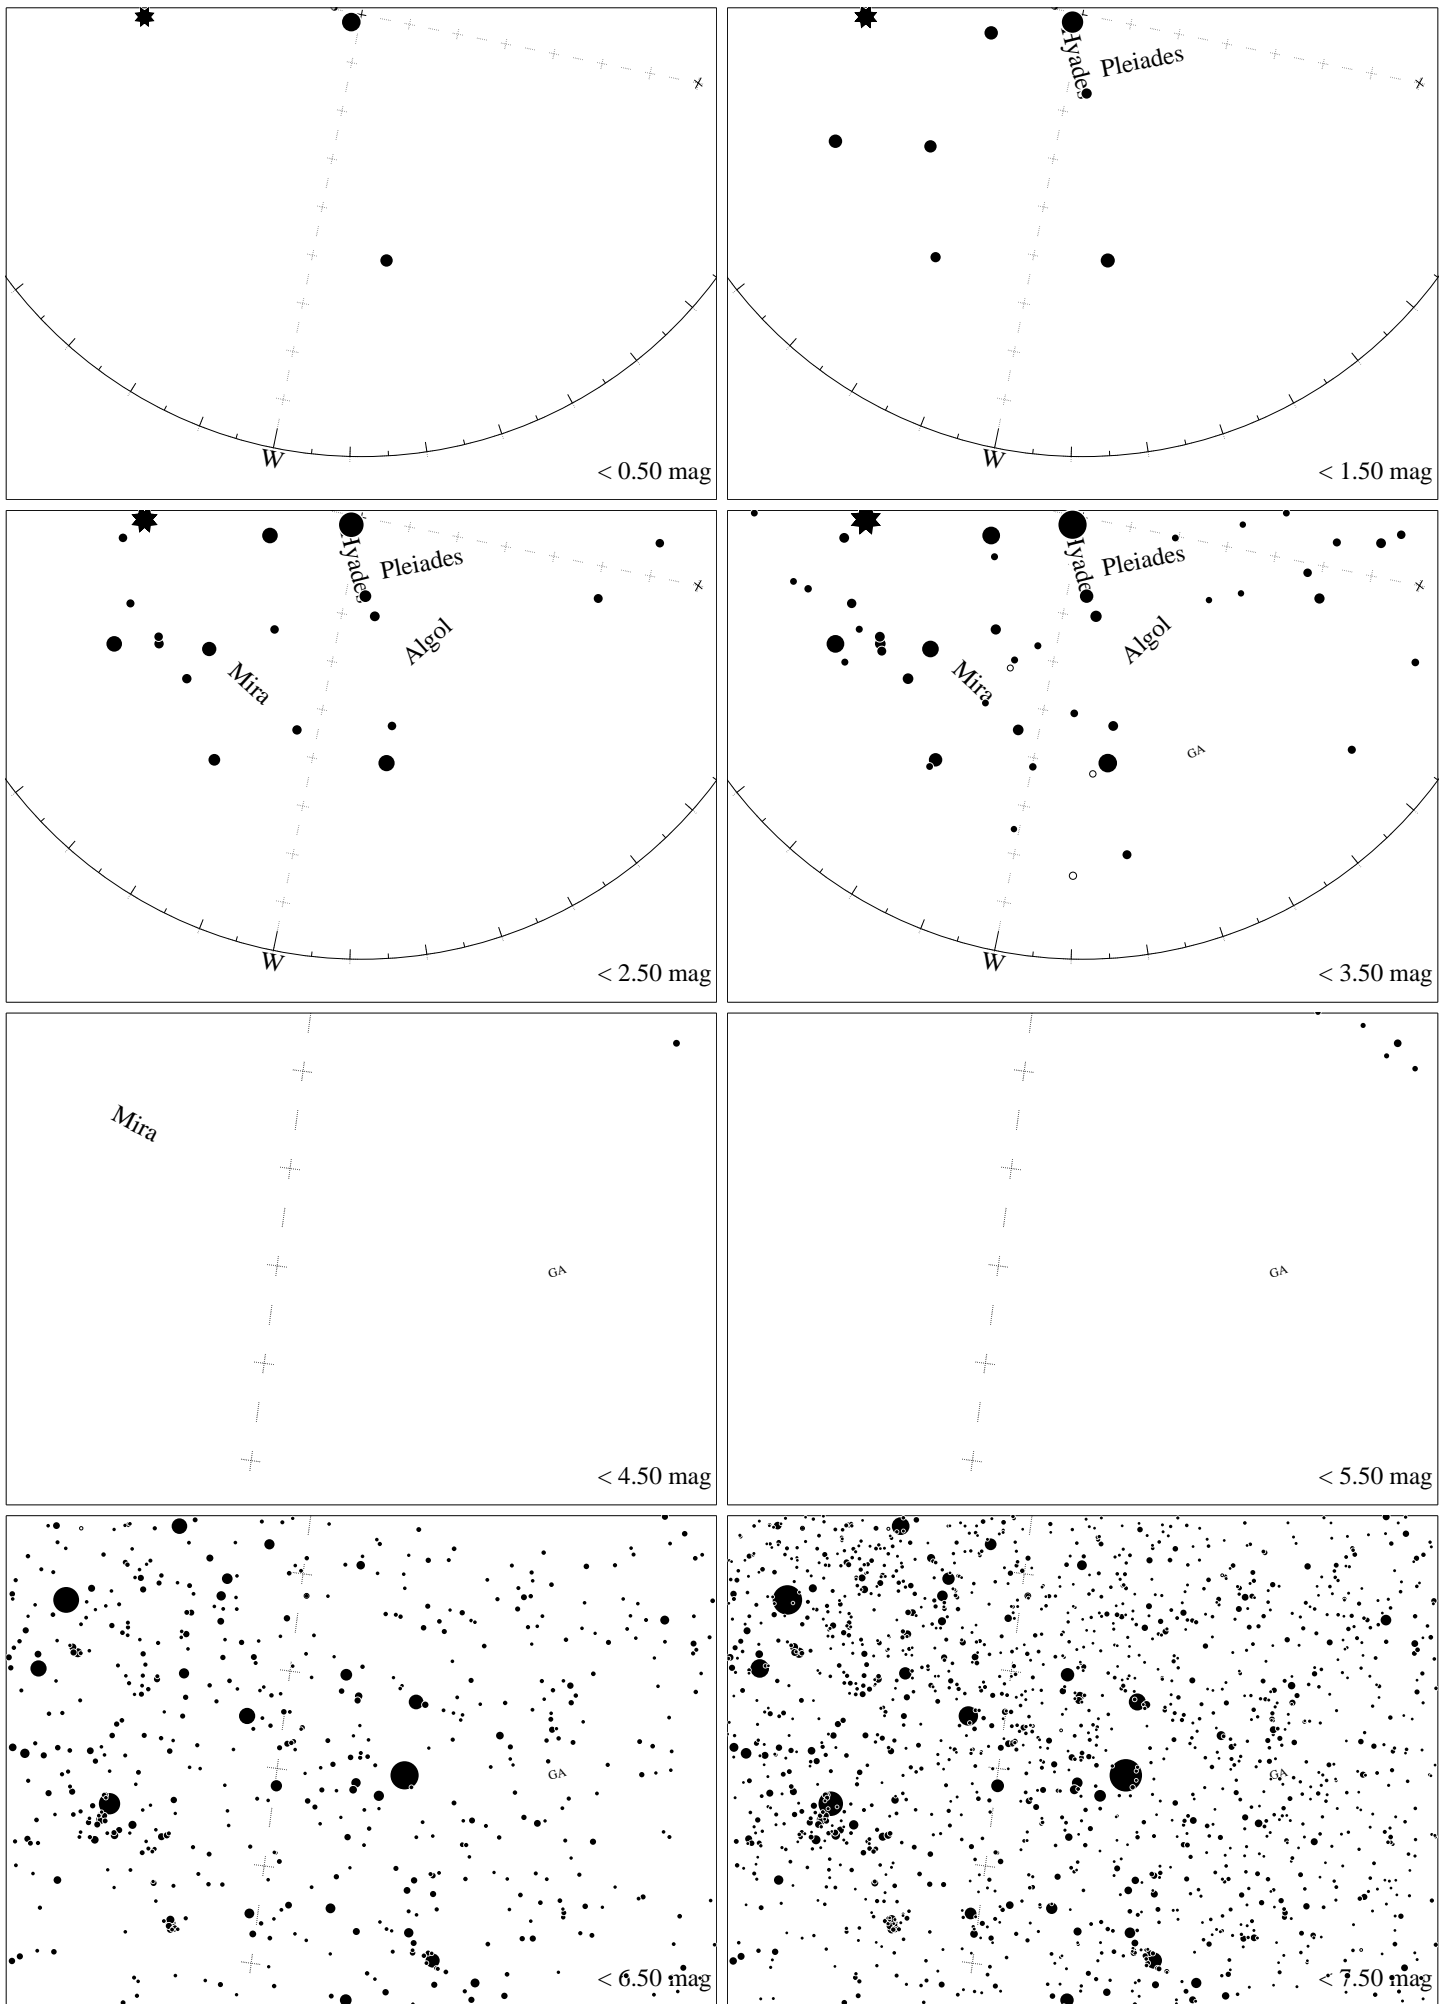 W
< 0.50 mag
Hyades
Pleiades
W
< 1.50 mag
Hyades
Pleiades
Algol
Mira
W
< 2.50 mag
Hyades
Pleiades
Algol
Mira
GA
W
< 3.50 mag
Mira
GA
< 4.50 mag
GA
< 5.50 mag
GA
< 6.50 mag
GA
< 7.50 mag